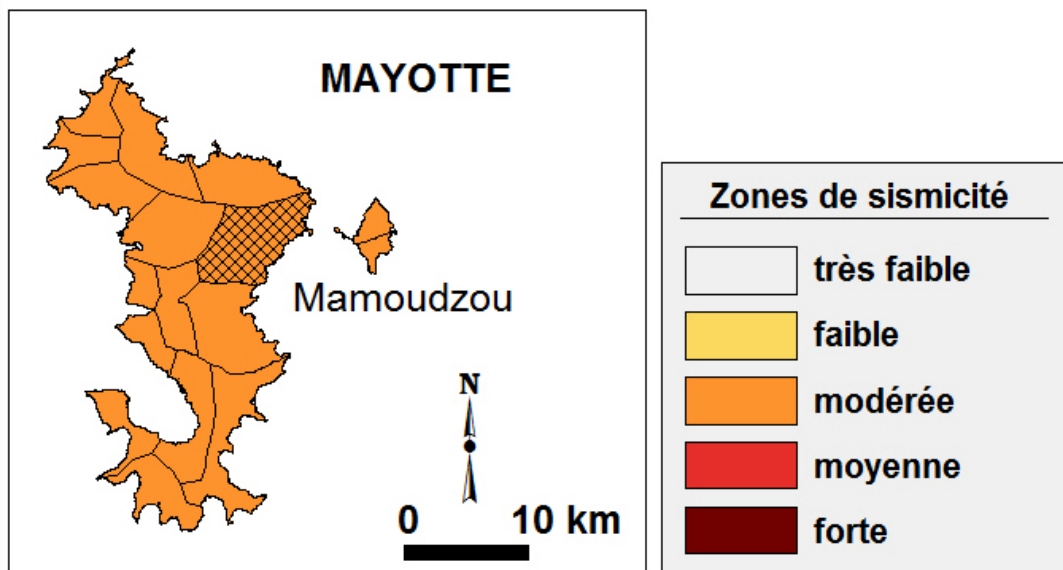 MAYOTTE
Mamoudzou
N
0 10 km
Zones de sismicité
très faible
faible
modérée
moyenne
forte